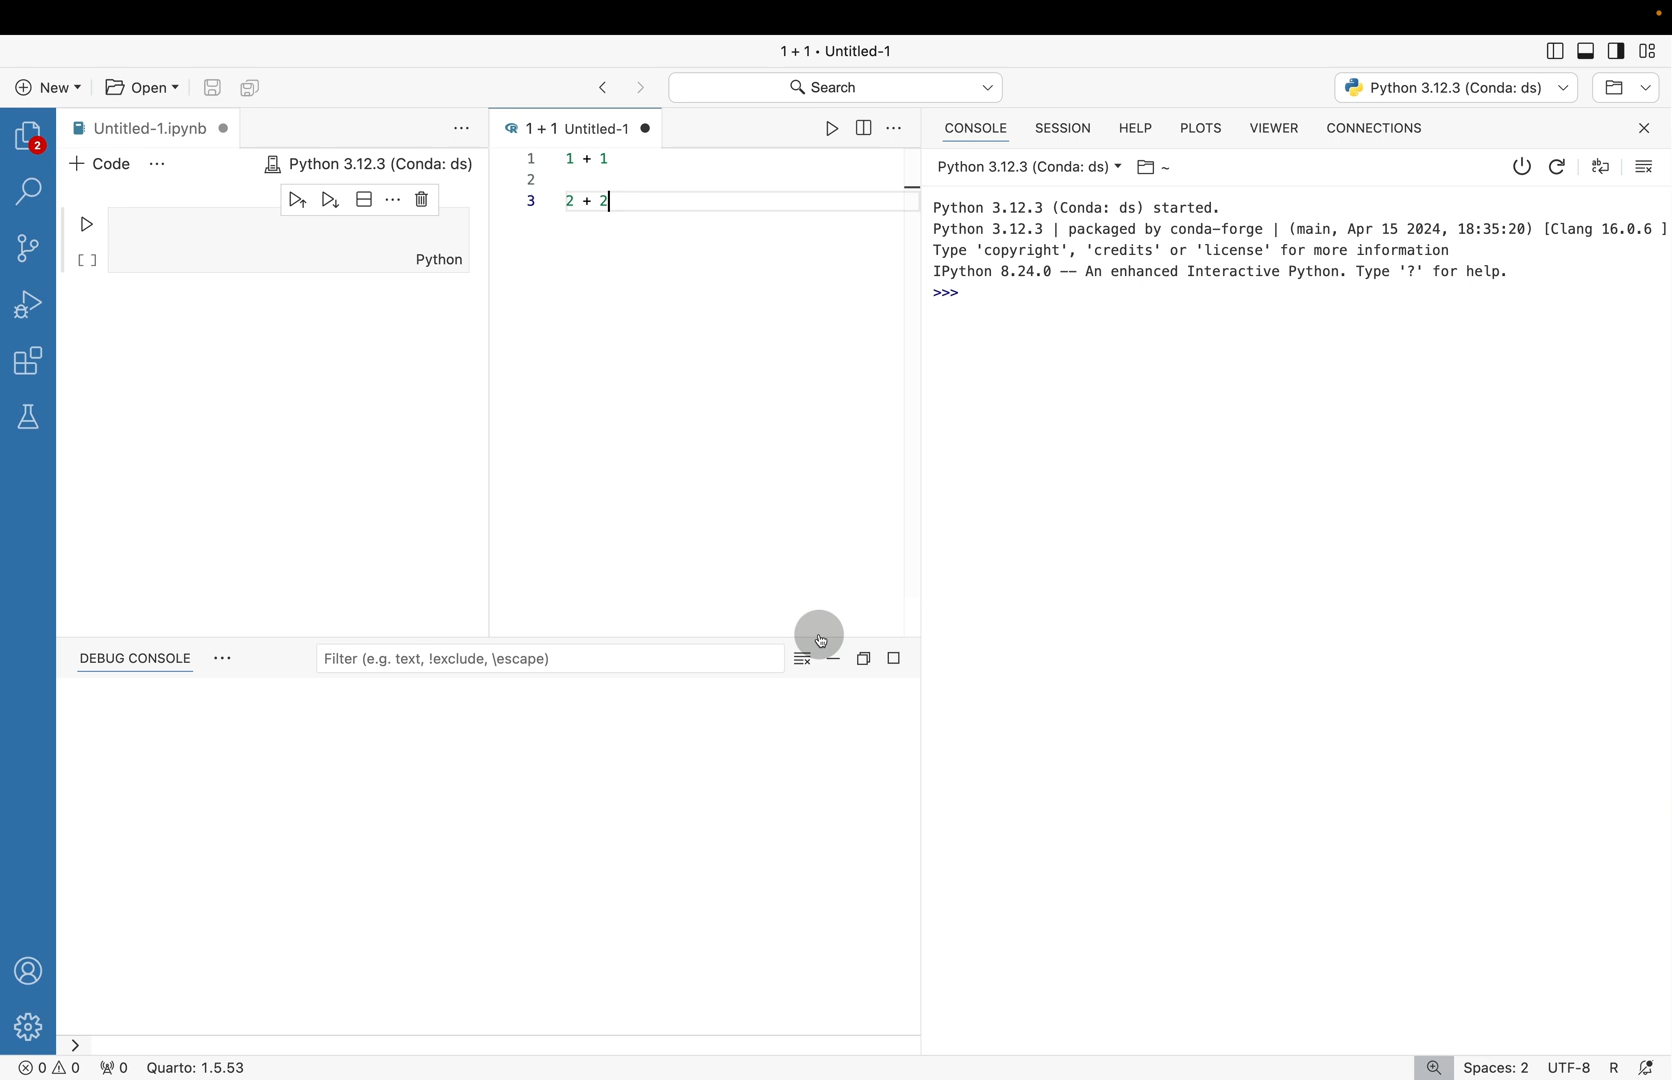 1 + 1 • Untitled-1
New
Open
Search
Python 3.12.3 (Conda: ds)
2
Untitled-1.ipynb
Code
Python 3.12.3 (Conda: ds)
[ ]
Python
1 + 1 Untitled-1
1 1 + 1
2
3 2 + 2
CONSOLE SESSION HELP PLOTS VIEWER CONNECTIONS
Python 3.12.3 (Conda: ds) ~
Python 3.12.3 (Conda: ds) started.
Python 3.12.3 | packaged by conda-forge | (main, Apr 15 2024, 18:35:20) [Clang 16.0.6 ]
Type 'copyright', 'credits' or 'license' for more information
IPython 8.24.0 -- An enhanced Interactive Python. Type '?' for help.
>>>
DEBUG CONSOLE
Filter (e.g. text, !exclude, \escape)
0 0 0 Quarto: 1.5.53
Spaces: 2 UTF-8 R